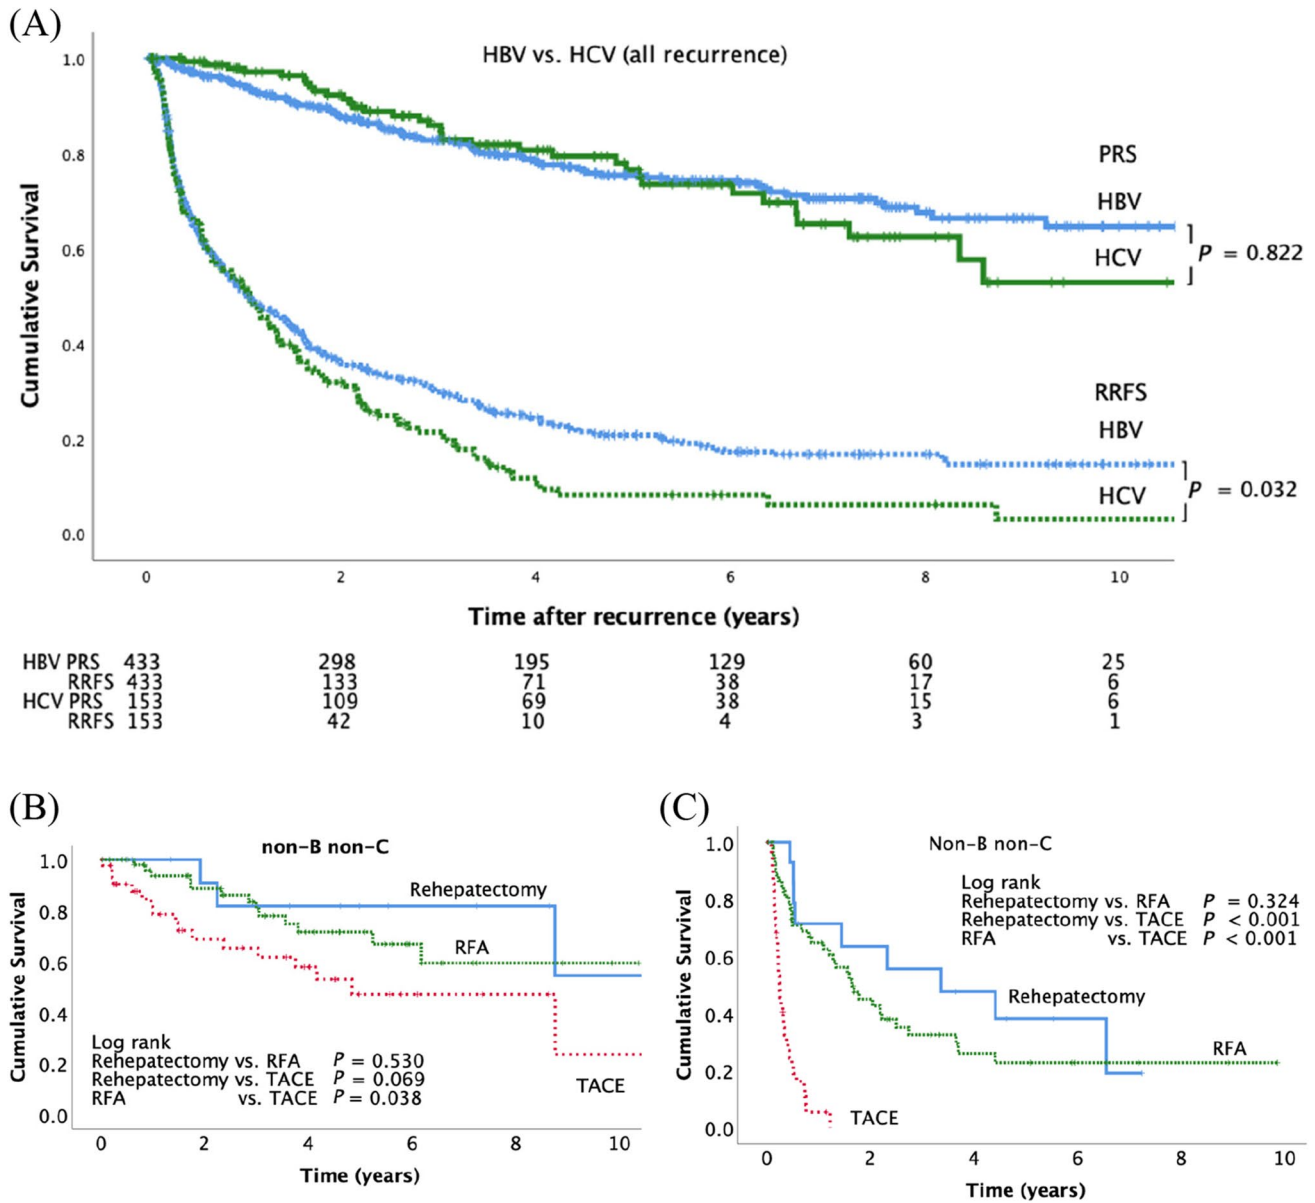 (A)
HBV vs. HCV (all recurrence)
Cumulative Survival
1.0
0.8
0.6
0.4
0.2
0.0
PRS
HBV
HCV
P = 0.822
RRFS
HBV
HCV
P = 0.032
0 2 4 6 8 10
Time after recurrence (years)
HBV PRS 433 298 195 129 60 25
RRFS 433 133 71 38 17 6
HCV PRS 153 109 69 38 15 6
RRFS 153 42 10 4 3 1
(B)
non-B non-C
Cumulative Survival
1.0
0.8
0.6
0.4
0.2
0.0
Rehepatectomy
RFA
TACE
Log rank
Rehepatectomy vs. RFA P = 0.530
Rehepatectomy vs. TACE P = 0.069
RFA vs. TACE P = 0.038
0 2 4 6 8 10
Time (years)
(C)
Non-B non-C
Cumulative Survival
1.0
0.8
0.6
0.4
0.2
0.0
Log rank
Rehepatectomy vs. RFA P = 0.324
Rehepatectomy vs. TACE P < 0.001
RFA vs. TACE P < 0.001
Rehepatectomy
RFA
TACE
0 2 4 6 8 10
Time (years)